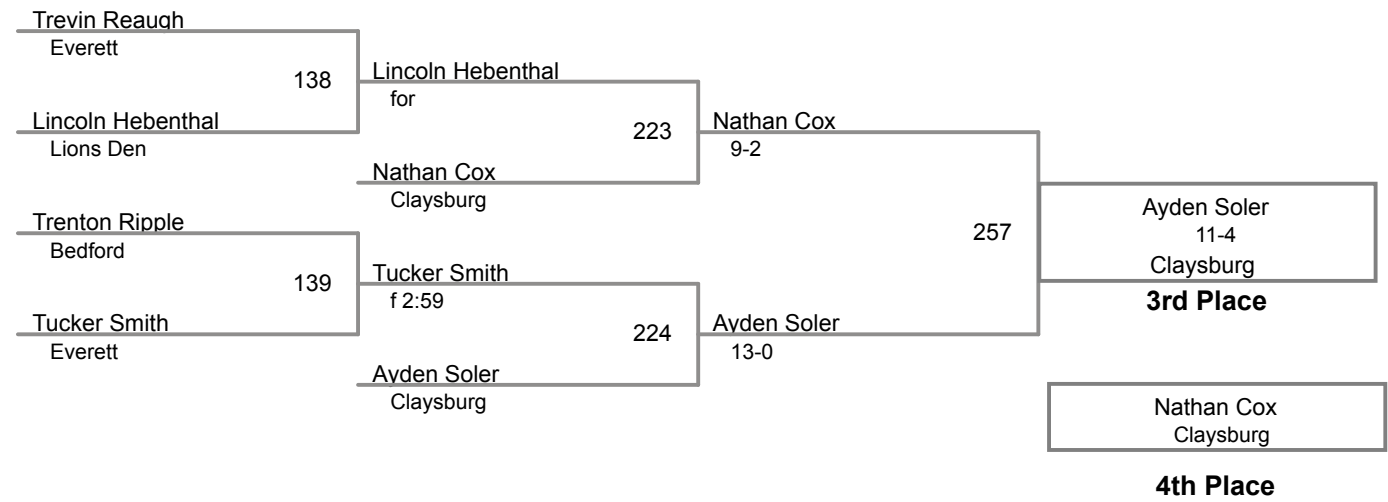 Trevin Reaugh
Everett
138
Lincoln Hebenthal
for
Lincoln Hebenthal
Lions Den
223
Nathan Cox
9-2
Nathan Cox
Claysburg
Trenton Ripple
Bedford
139
Tucker Smith
f 2:59
Tucker Smith
Everett
224
Ayden Soler
13-0
Ayden Soler
Claysburg
257
Ayden Soler
11-4
Claysburg
3rd Place
Nathan Cox
Claysburg
4th Place